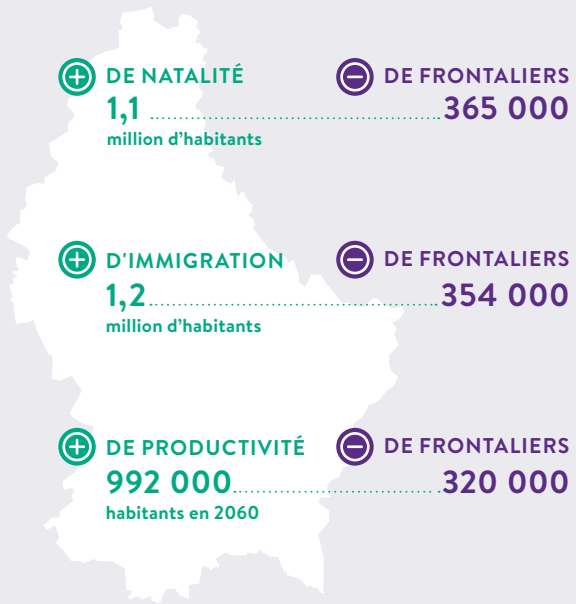 DE NATALITÉ
1,1
million d’habitants
DE FRONTALIERS
365 000
D'IMMIGRATION
1,2
million d’habitants
DE FRONTALIERS
354 000
DE PRODUCTIVITÉ
992 000
habitants en 2060
DE FRONTALIERS
320 000